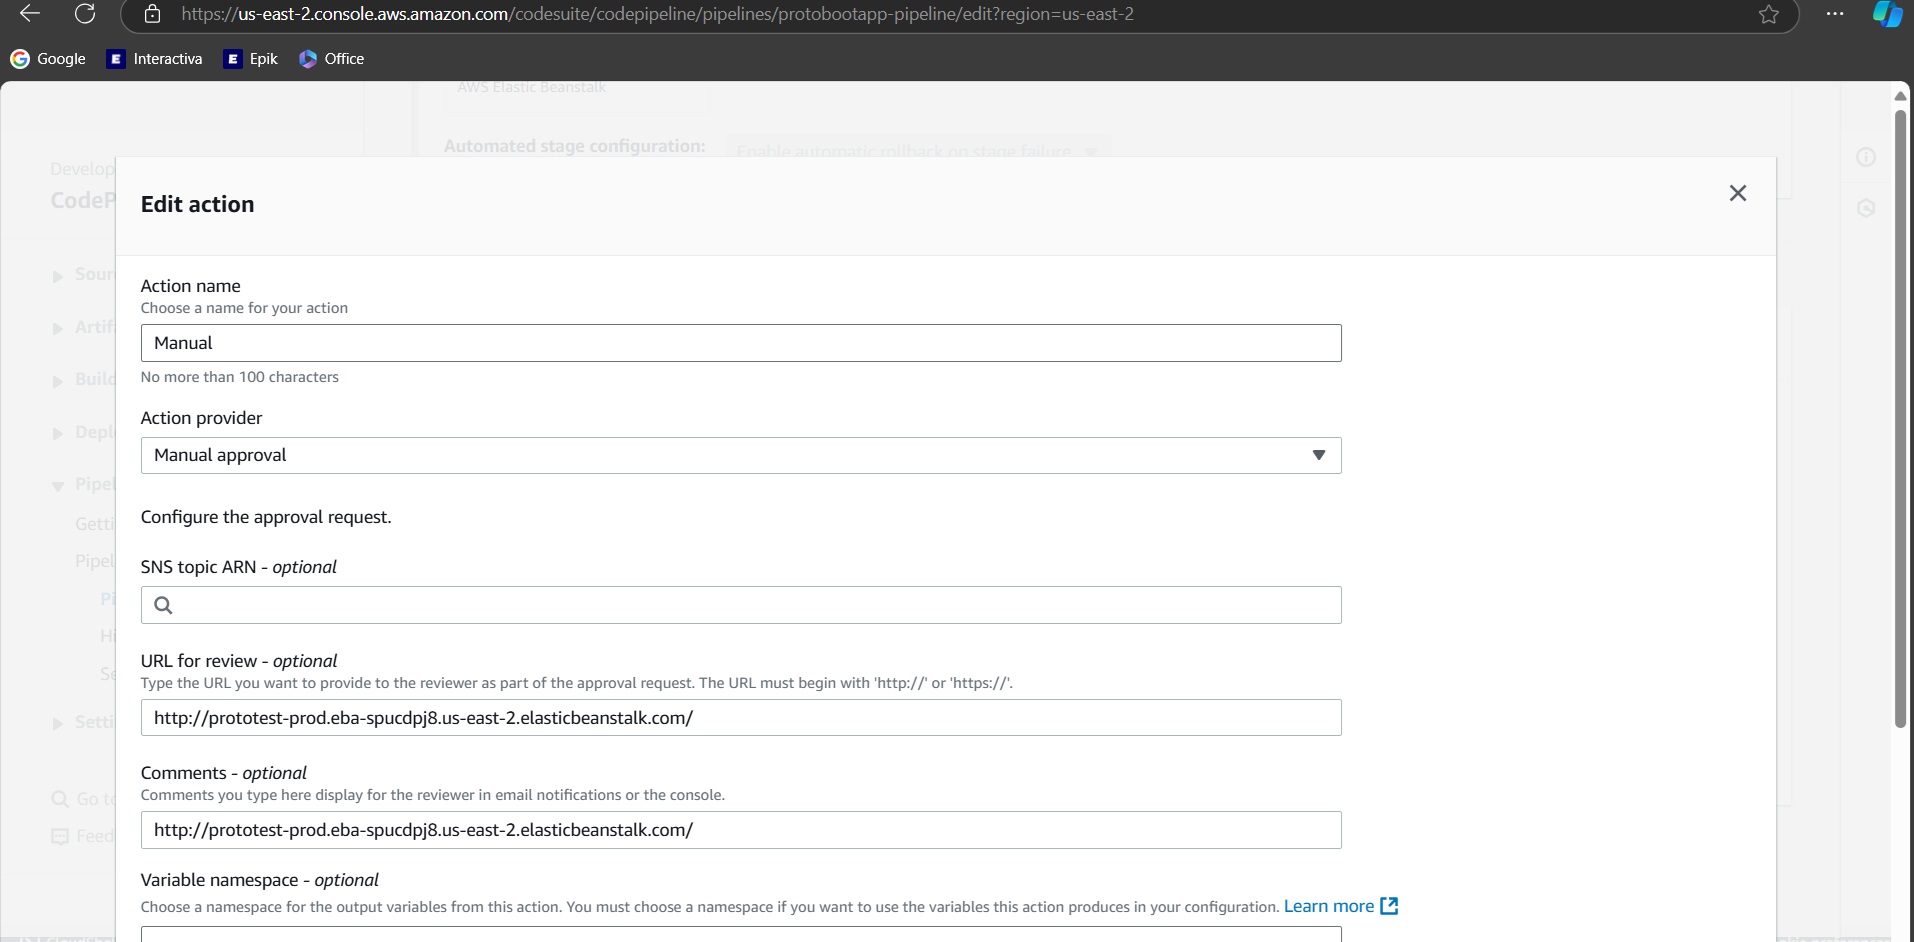 https://us-east-2.console.aws.amazon.com/codesuite/codepipeline/pipelines/protobootapp-pipeline/edit?region=us-east-2
Google Interactiva Epik Office
AWS Elastic Beanstalk
Automated stage configuration: Enable automatic rollback on stage failure
Develop
CodeP
Sour
Artif
Build
Depl
Pipel
Getti
Pipel
Pi
Hi
Se
Setti
Go to
Feed
Edit action
Action name
Choose a name for your action
Manual
No more than 100 characters
Action provider
Manual approval
Configure the approval request.
SNS topic ARN - optional
URL for review - optional
Type the URL you want to provide to the reviewer as part of the approval request. The URL must begin with 'http://' or 'https://'.
http://prototest-prod.eba-spucdpj8.us-east-2.elasticbeanstalk.com/
Comments - optional
Comments you type here display for the reviewer in email notifications or the console.
http://prototest-prod.eba-spucdpj8.us-east-2.elasticbeanstalk.com/
Variable namespace - optional
Choose a namespace for the output variables from this action. You must choose a namespace if you want to use the variables this action produces in your configuration. Learn more